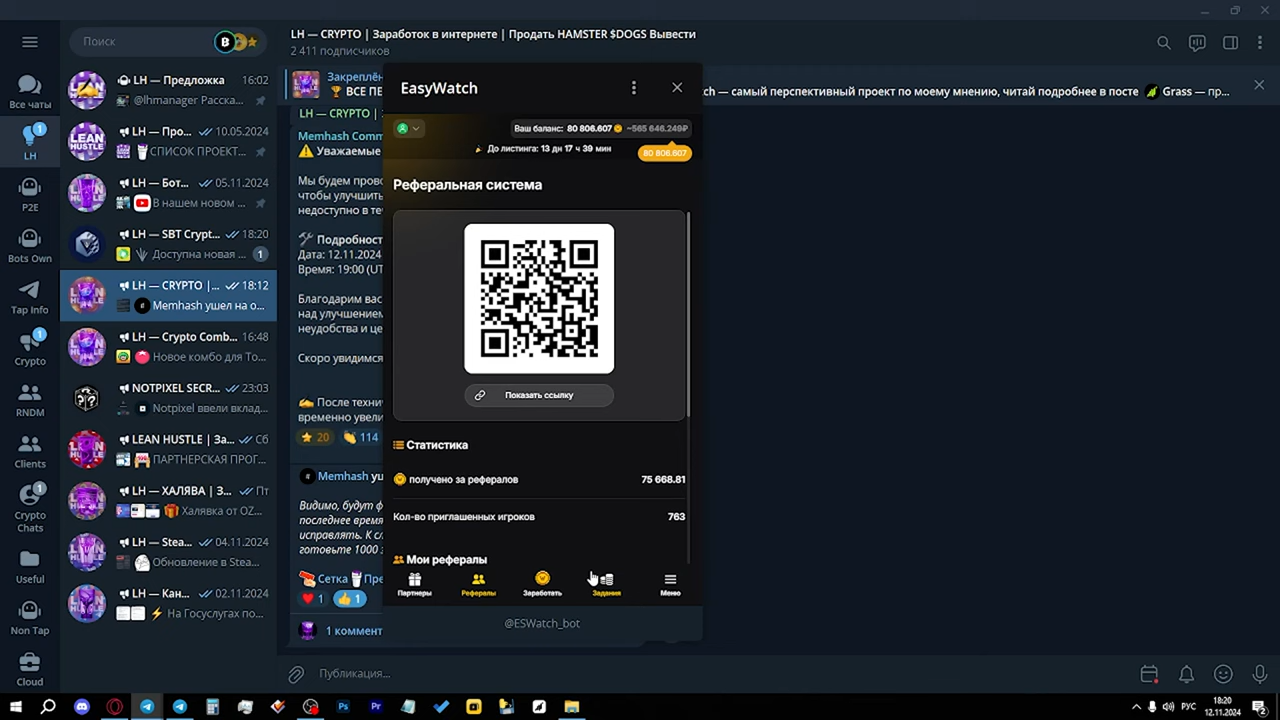 Поиск
LH — Предложка 16:02
@lhmanager Расска...
LH — Про... 10.05.2024
СПИСОК ПРОЕКТ...
LH — Бот... 05.11.2024
В нашем новом ...
LH — SBT Crypt... 18:20
Доступна новая ... 1
LH — CRYPTO |... 18:12
Memhash ушел на о...
LH — Crypto Comb... 16:48
Новое комбо для То...
NOTPIXEL SECR... 23:03
Notpixel ввели вклад...
LEAN HUSTLE | За... Сб
ПАРТНЕРСКАЯ ПРОГ...
LH — ХАЛЯВА | З... Пт
Халявка от OZ...
LH — Stea... 04.11.2024
Обновление в Stea...
LH — Кан... 02.11.2024
На Госуслугах по...
Все чаты
LH
P2E
Bots Own
Tap Info
Crypto
RNDM
Clients
Crypto
Chats
Useful
Non Tap
Cloud
LH — CRYPTO | Заработок в интернете | Продать HAMSTER $DOGS Вывести
2 411 подписчиков
Закреплён
ВСЕ ПЕ
ch — самый перспективный проект по моему мнению, читай подробнее в посте Grass — пр...
LH — CRYPTO |
Memhash Comm
Уважаемые
Мы будем прово
чтобы улучшить
недоступно в те
Подробност
Дата: 12.11.2024
Время: 19:00 (UT
Благодарим вас
над улучшением
неудобства и це
Скоро увидимся
После техни
временно увели
20 114
Memhash уш
Видимо, будут ф
последнее время
исправлять. К сл
готовьте 1000 з
Сетка Пре
1 1
1 коммент
Публикация...
EasyWatch
Ваш баланс: 80 806.607 ~565 646.249₽
До листинга: 13 дн 17 ч 39 мин
80 806.607
Реферальная система
Показать ссылку
Статистика
получено за рефералов 75 668.81
Кол-во приглашенных игроков 763
Мои рефералы
Партнеры Рефералы Заработать Задания Меню
@ESWatch_bot
РУС
18:20
12.11.2024
2